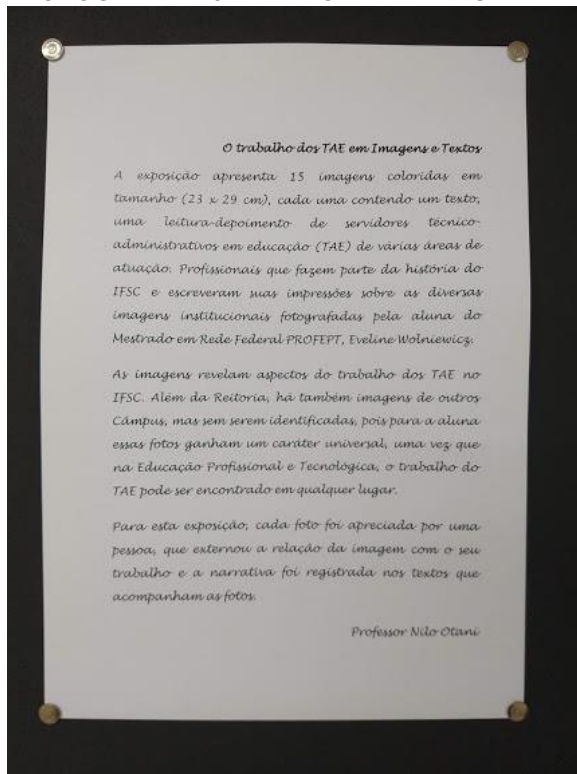 O trabalho dos TAE em Imagens e Textos
A exposição apresenta 15 imagens coloridas em
tamanho (23 x 29 cm), cada uma contendo um texto,
uma leitura-depoimento de servidores técnico-
administrativos em educação (TAE) de várias áreas de
atuação. Profissionais que fazem parte da história do
IFSC e escreveram suas impressões sobre as diversas
imagens institucionais fotografadas pela aluna do
Mestrado em Rede Federal PROFEPT, Eveline Wolniewicz.
As imagens revelam aspectos do trabalho dos TAE no
IFSC. Além da Reitoria, há também imagens de outros
Câmpus, mas sem serem identificadas, pois para a aluna
essas fotos ganham um caráter universal, uma vez que
na Educação Profissional e Tecnológica, o trabalho do
TAE pode ser encontrado em qualquer lugar.
Para esta exposição, cada foto foi apreciada por uma
pessoa, que externou a relação da imagem com o seu
trabalho e a narrativa foi registrada nos textos que
acompanham as fotos.
Professor Nilo Otani